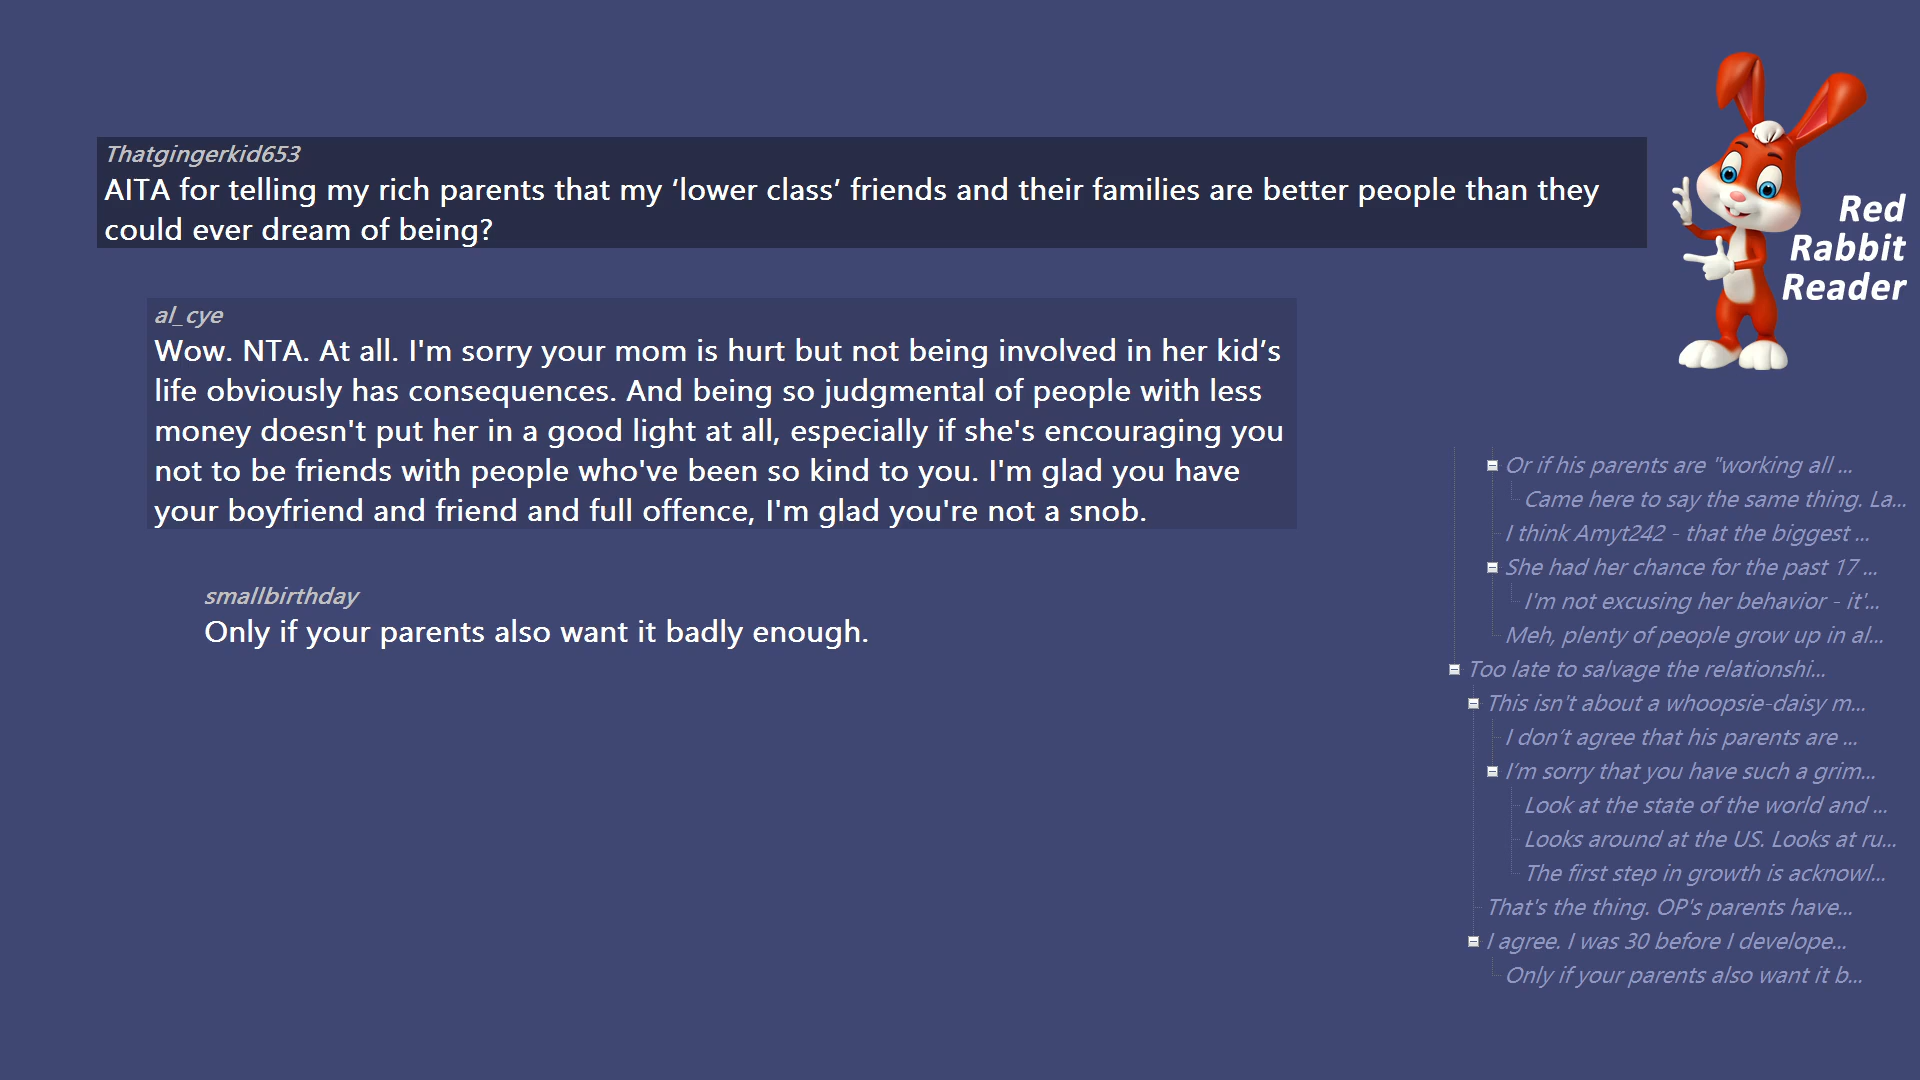 Thatgingerkid653
AITA for telling my rich parents that my ‘lower class’ friends and their families are better people than they
could ever dream of being?
al_cye
Wow. NTA. At all. I'm sorry your mom is hurt but not being involved in her kid’s
life obviously has consequences. And being so judgmental of people with less
money doesn't put her in a good light at all, especially if she's encouraging you
not to be friends with people who've been so kind to you. I'm glad you have
your boyfriend and friend and full offence, I'm glad you're not a snob.
smallbirthday
Only if your parents also want it badly enough.
Red
Rabbit
Reader
Or if his parents are "working all ...
Came here to say the same thing. La...
I think Amyt242 - that the biggest ...
She had her chance for the past 17 ...
I'm not excusing her behavior - it'...
Meh, plenty of people grow up in al...
Too late to salvage the relationshi...
This isn't about a whoopsie-daisy m...
I don’t agree that his parents are ...
I’m sorry that you have such a grim...
Look at the state of the world and ...
Looks around at the US. Looks at ru...
The first step in growth is acknowl...
That's the thing. OP's parents have...
I agree. I was 30 before I develope...
Only if your parents also want it b...